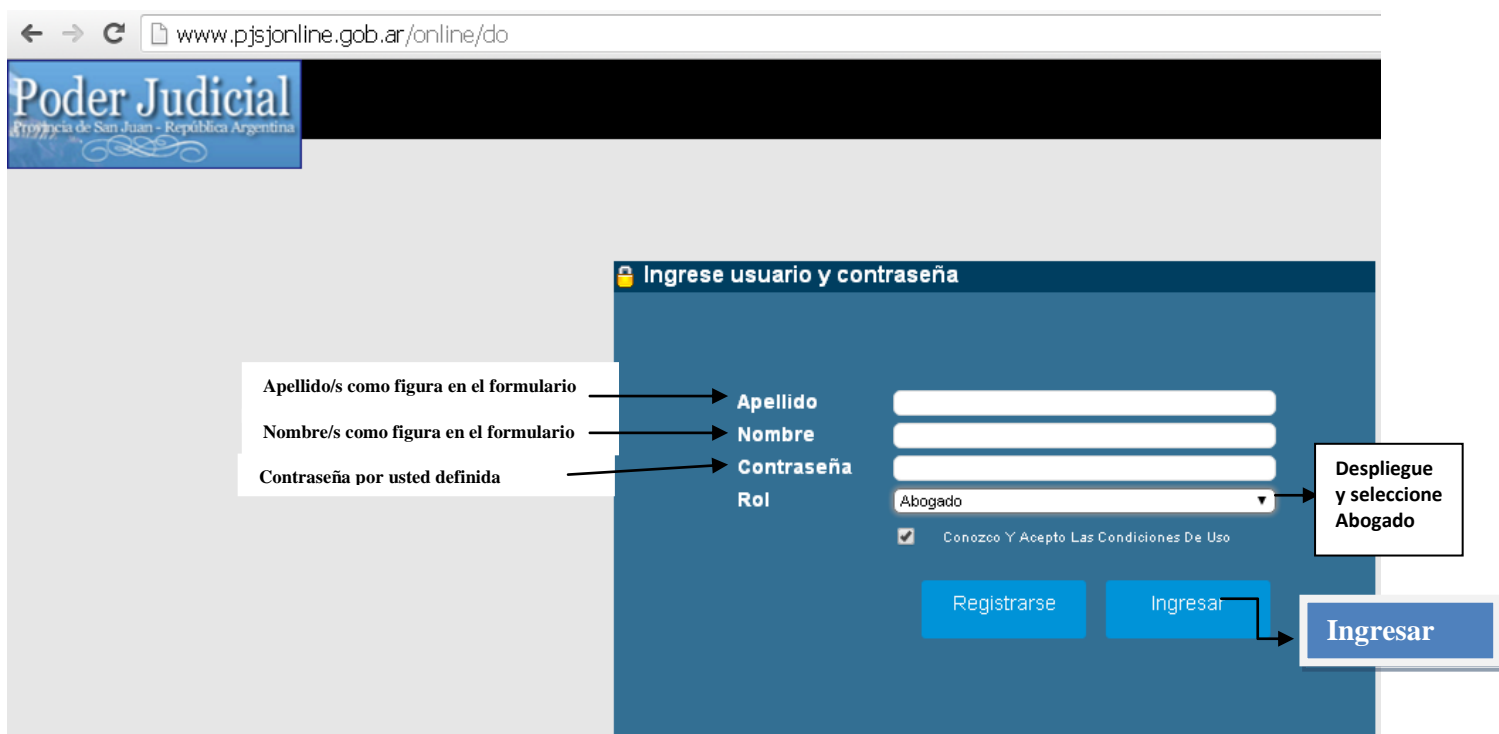 www.pjsjonline.gob.ar/online/do
Poder Judicial
Provincia de San Juan - República Argentina
Ingrese usuario y contraseña
Apellido/s como figura en el formulario
Apellido
Nombre/s como figura en el formulario
Nombre
Contraseña por usted definida
Contraseña
Rol
Abogado
Despliegue
y seleccione
Abogado
Conozco Y Acepto Las Condiciones De Uso
Registrarse
Ingresar
Ingresar